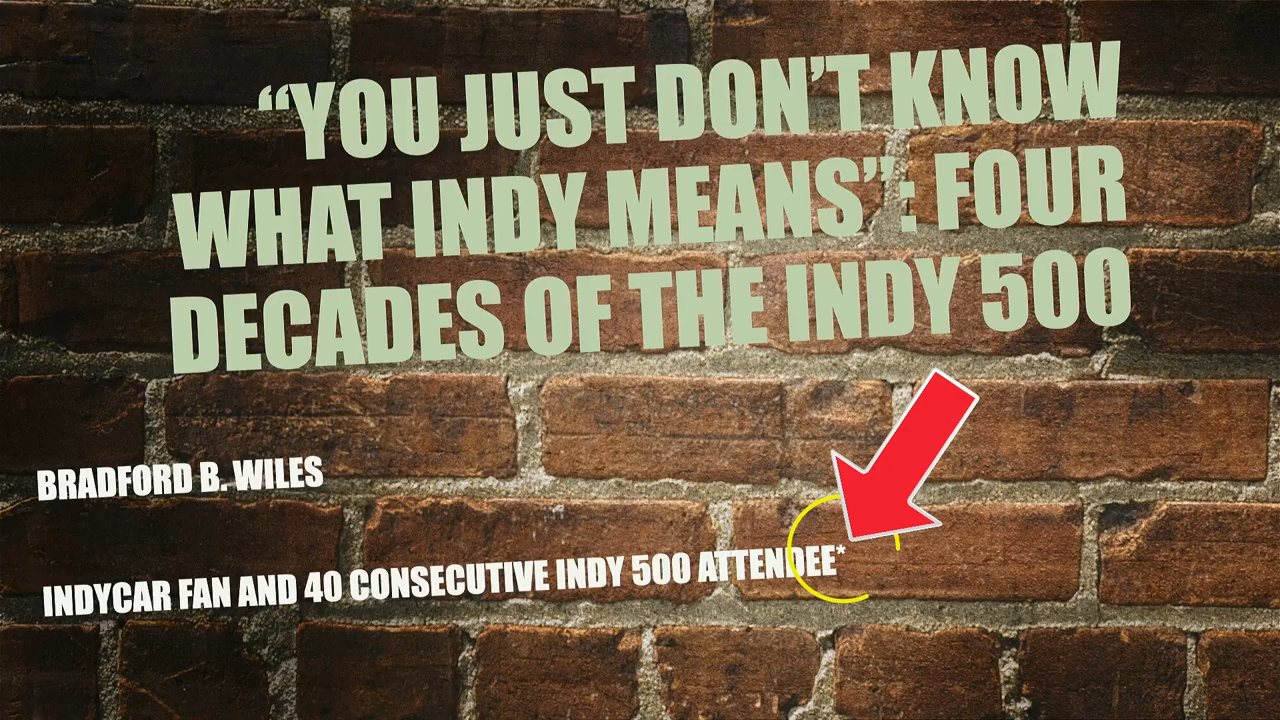 “YOU JUST DON’T KNOW
WHAT INDY MEANS”: FOUR
DECADES OF THE INDY 500
BRADFORD B. WILES
INDYCAR FAN AND 40 CONSECUTIVE INDY 500 ATTENDEE*